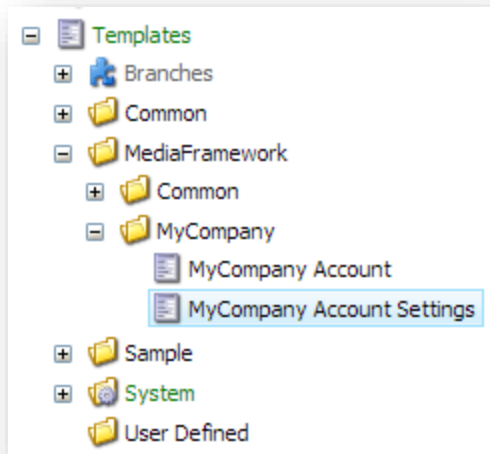 Templates
Branches
Common
MediaFramework
Common
MyCompany
MyCompany Account
MyCompany Account Settings
Sample
System
User Defined